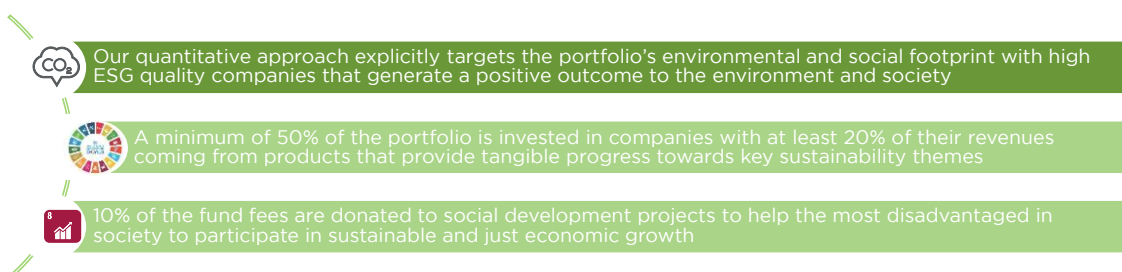 CO₂
Our quantitative approach explicitly targets the portfolio's environmental and social footprint with high
ESG quality companies that generate a positive outcome to the environment and society
A minimum of 50% of the portfolio is invested in companies with at least 20% of their revenues
coming from products that provide tangible progress towards key sustainability themes
8
10% of the fund fees are donated to social development projects to help the most disadvantaged in
society to participate in sustainable and just economic growth